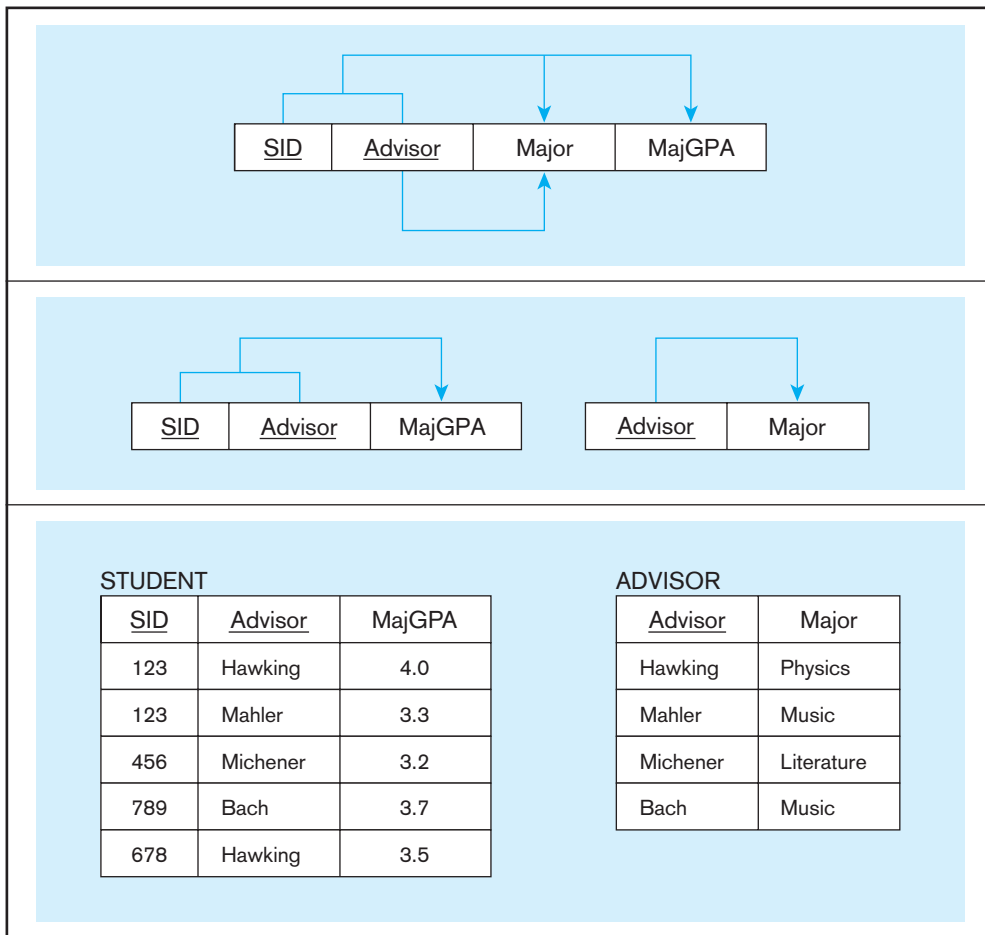 SID Advisor Major MajGPA
SID Advisor MajGPA Advisor Major
STUDENT
SID Advisor MajGPA
123 Hawking 4.0
123 Mahler 3.3
456 Michener 3.2
789 Bach 3.7
678 Hawking 3.5
ADVISOR
Advisor Major
Hawking Physics
Mahler Music
Michener Literature
Bach Music